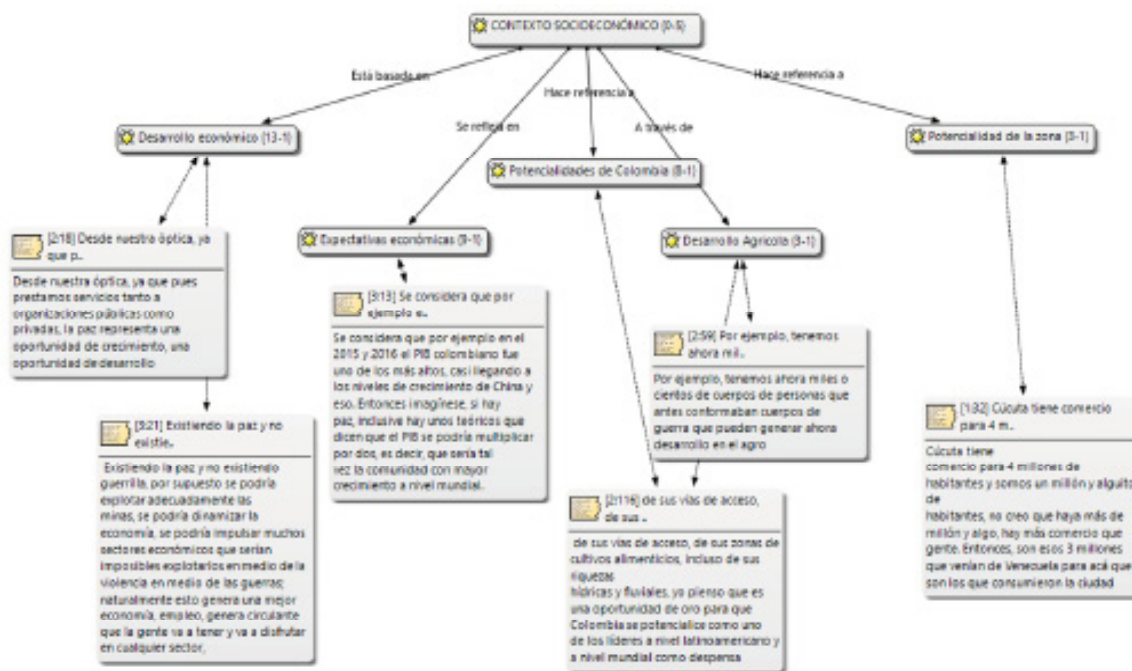 CONTEXTO SOCIOECONÓMICO (0-5)
Está basada en
Hace referencia a
Hace referencia a
Se refleja en
A través de
Desarrollo económico (13-1)
Potencialidad de la zona (3-1)
Potencialidades de Colombia (8-1)
Expectativas económicas (9-1)
Desarrollo Agricola (3-1)
[2:18] Desde nuestra óptica, ya
que p..
Desde nuestra óptica, ya que pues
prestamos servicios tanto a
organizaciones públicas como
privadas, la paz representa una
oportunidad de crecimiento, una
oportunidad de desarrollo
[3:13] Se considera que por
ejemplo e..
Se considera que por ejemplo en el
2015 y 2016 el PIB colombiano fue
uno de los más altos, casi llegando a
los niveles de crecimiento de China y
eso. Entonces imagínese, si hay
paz, inclusive hay unos teóricos que
dicen que el PIB se podría multiplicar
por dos, es decir, que sería tal
vez la comunidad con mayor
crecimiento a nivel mundial.
[2:59] Por ejemplo, tenemos
ahora mil..
Por ejemplo, tenemos ahora miles o
cientos de cuerpos de personas que
antes conformaban cuerpos de
guerra que pueden generar ahora
desarrollo en el agro
[1:32] Cúcuta tiene comercio
para 4 m..
Cúcuta tiene
comercio para 4 millones de
habitantes y somos un millón y alguito
de
habitantes, no creo que haya más de
millón y algo, hay más comercio que
gente. Entonces, son esos 3 millones
que venían de Venezuela para acá que
son los que consumieron la ciudad
[3:21] Existiendo la paz y no
existie..
Existiendo la paz y no existiendo
guerrilla, por supuesto se podría
explotar adecuadamente las
minas, se podría dinamizar la
economía, se podría impulsar muchos
sectores económicos que serían
imposibles explotarlos en medio de la
violencia en medio de las guerras;
naturalmente esto genera una mejor
economía, empleo, genera circulante
que la gente va a tener y va a disfrutar
en cualquier sector,
[2:116] de sus vías de acceso,
de sus ..
de sus vías de acceso, de sus zonas de
cultivos alimenticios, incluso de sus
riquezas
hídricas y fluviales, yo pienso que es
una oportunidad de oro para que
Colombia se potencialice como uno
de los líderes a nivel latinoamericano y
a nivel mundial como despensa